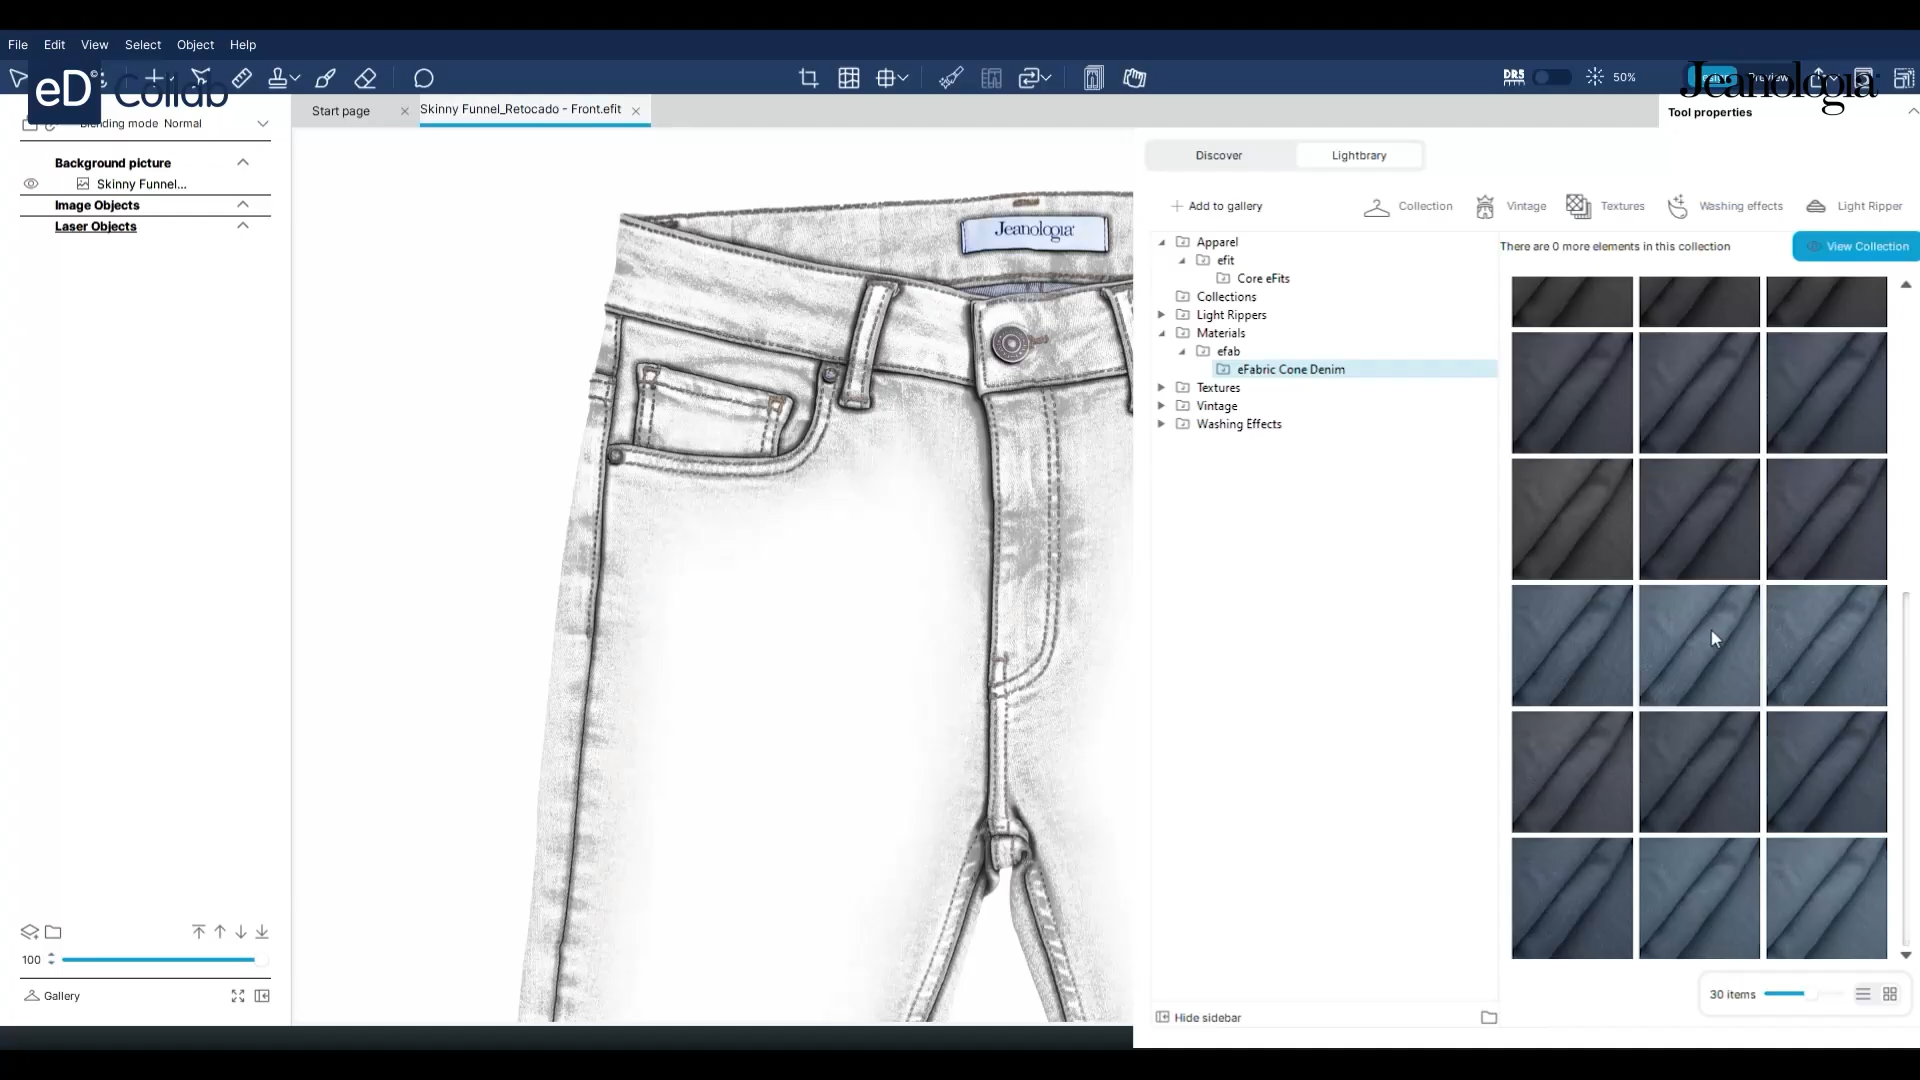 File Edit View Select Object Help
eD© Collab
DRS 50% Preview
Jeanologia
Blending mode Normal
Start page
Skinny Funnel_Retocado - Front.efit
Tool properties
Background picture
Skinny Funnel...
Image Objects
Laser Objects
100
Gallery
Jeanologia
Discover
Lightbrary
Add to gallery
Collection
Vintage
Textures
Washing effects
Light Ripper
Apparel
efit
Core eFits
Collections
Light Rippers
Materials
efab
eFabric Cone Denim
Textures
Vintage
Washing Effects
There are 0 more elements in this collection
View Collection
30 items
Hide sidebar